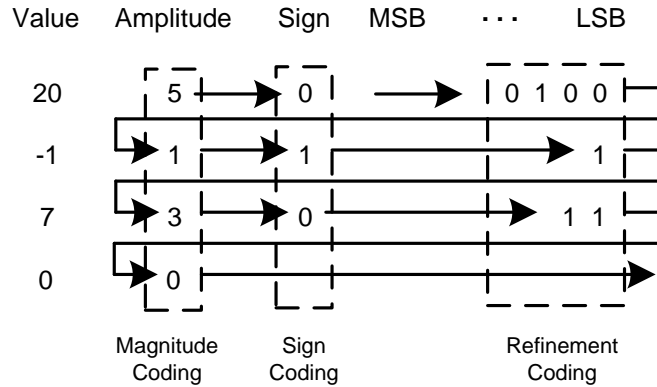 Value Amplitude Sign MSB ··· LSB
20 5 0 0 1 0 0
-1 1 1 1
7 3 0 1 1
0 0
Magnitude Sign Refinement
Coding Coding Coding